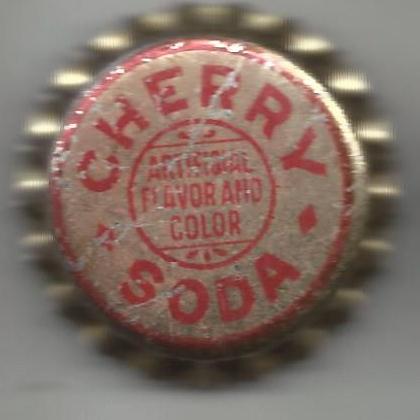 CHERRY
ARTIFICIAL
FLAVOR AND
COLOR
SODA